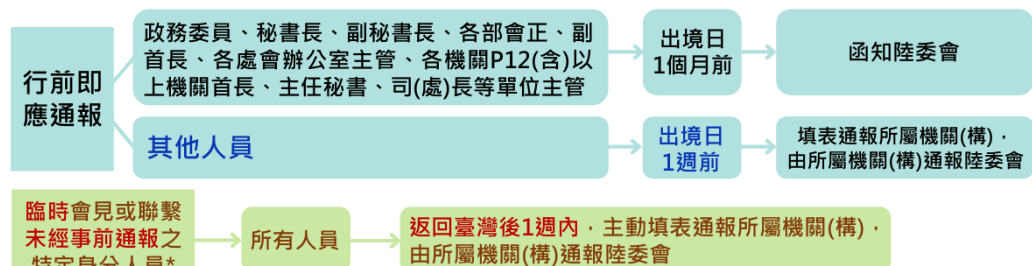 行前即
應通報
政務委員、秘書長、副秘書長、各部會正、副
首長、各處會辦公室主管、各機關P12(含)以
上機關首長、主任秘書、司(處)長等單位主管
出境日
1個月前
函知陸委會
其他人員
出境日
1週前
填表通報所屬機關(構)，
由所屬機關(構)通報陸委會
臨時會見或聯繫
未經事前通報之
特定身分人員*
所有人員
返回臺灣後1週內，主動填表通報所屬機關(構)，
由所屬機關(構)通報陸委會